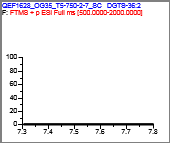 QEF1623_OG35_T5-750-2-7_SC DGTS-36:2
F: FTMS + p ESI Full ms [500.0000-2000.0000]
100
80
60
40
20
0
7.3 7.4 7.5 7.6 7.7 7.8